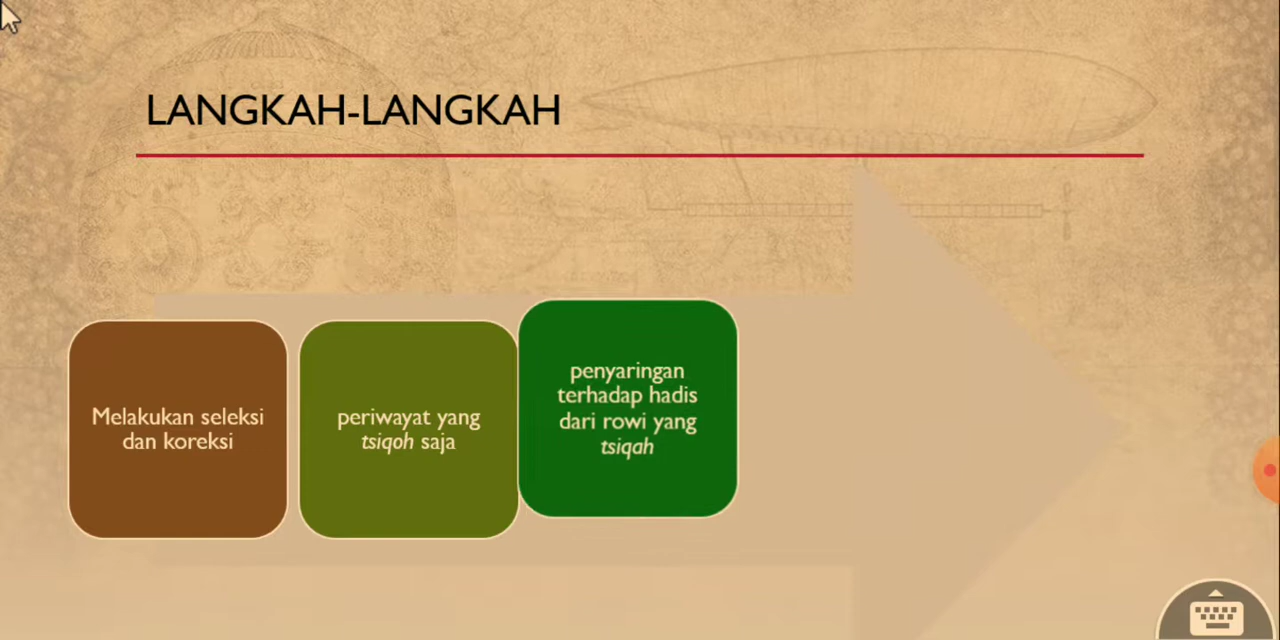 LANGKAH-LANGKAH
Melakukan seleksi
dan koreksi
periwayat yang
tsiqoh saja
penyaringan
terhadap hadis
dari rowi yang
tsiqah